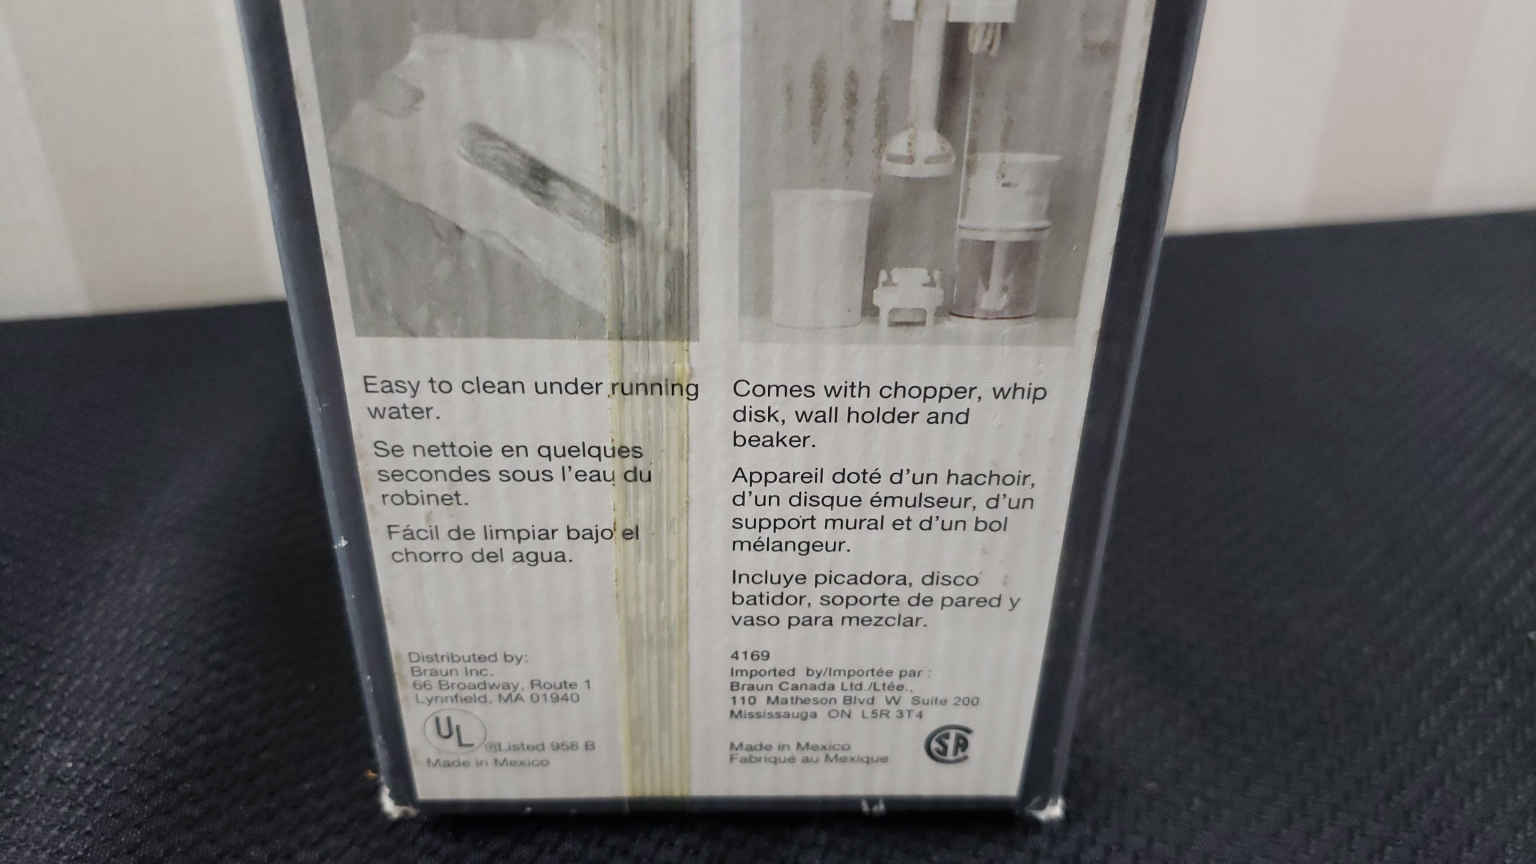 Easy to clean under running
water.
Se nettoie en quelques
secondes sous l'eau du
robinet.
Fácil de limpiar bajo el
chorro del agua.
Distributed by:
Braun Inc.
66 Broadway, Route 1
Lynnfield, MA 01940
UL
®Listed 956 B
Made in Mexico
Comes with chopper, whip
disk, wall holder and
beaker.
Appareil doté d'un hachoir,
d'un disque émulseur, d'un
support mural et d'un bol
mélangeur.
Incluye picadora, disco
batidor, soporte de pared y
vaso para mezclar.
4169
Imported by/Importée par :
Braun Canada Ltd./Ltée.,
110 Matheson Blvd W Suite 200
Mississauga ON L5R 3T4
Made in Mexico
Fabriqué au Mexique
SA